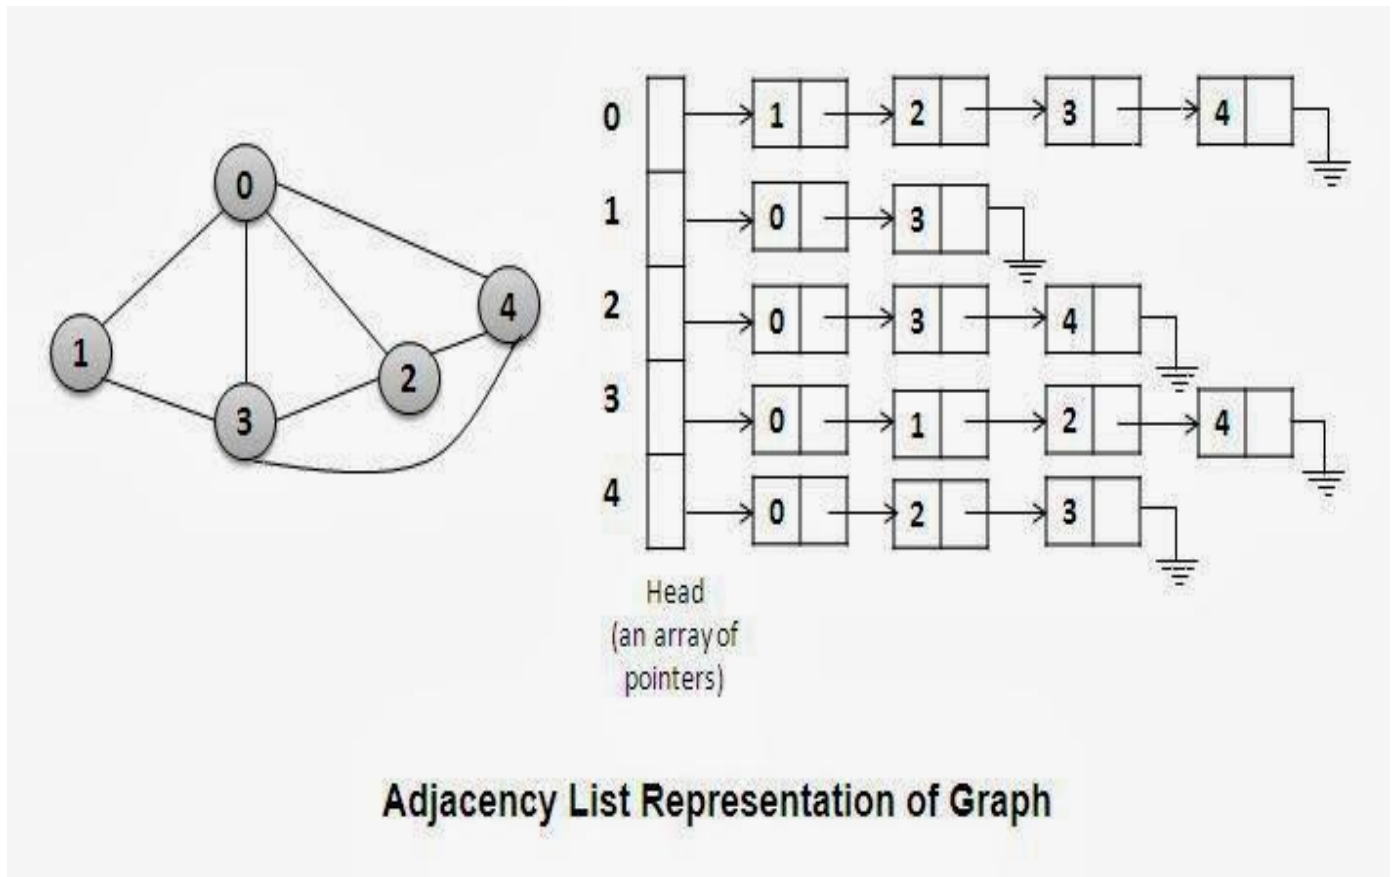 0
1
2
3
4
0 1 2 3 4
1 0 3
2 0 3 4
3 0 1 2 4
4 0 2 3
Head
(an array of
pointers)
Adjacency List Representation of Graph